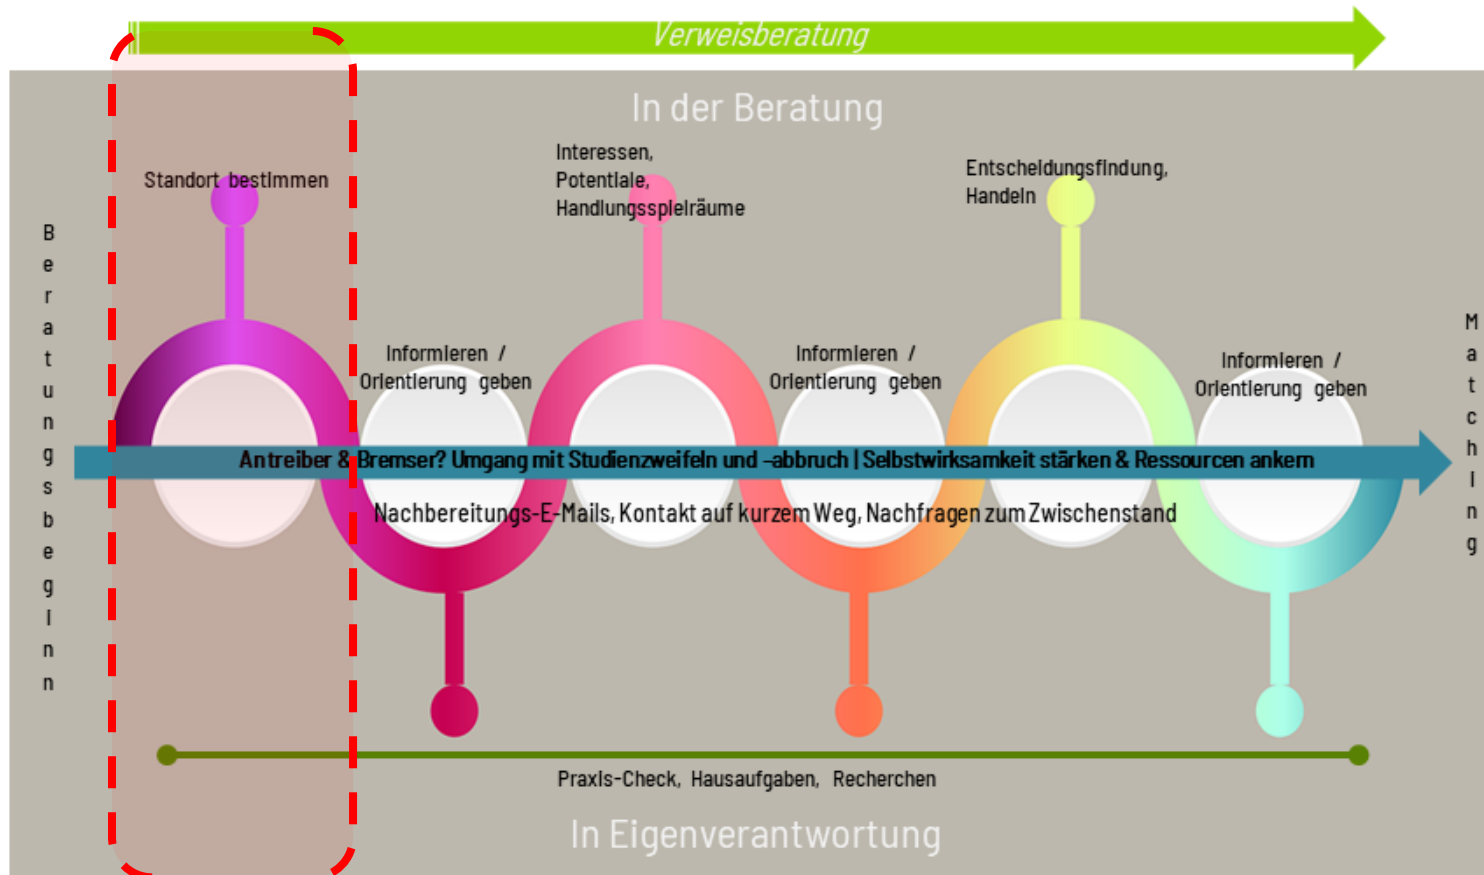 Verweisberatung
In der Beratung
Standort bestimmen
Interessen,
Potentiale,
Handlungsspielräume
Entscheidungsfindung,
Handeln
Beratungsbeginn
Informieren /
Orientierung geben
Informieren /
Orientierung geben
Informieren /
Orientierung geben
Matching
Antreiber & Bremser? Umgang mit Studienzweifeln und –abbruch | Selbstwirksamkeit stärken & Ressourcen ankern
Nachbereitungs-E-Mails, Kontakt auf kurzem Weg, Nachfragen zum Zwischenstand
Praxis-Check, Hausaufgaben, Recherchen
In Eigenverantwortung